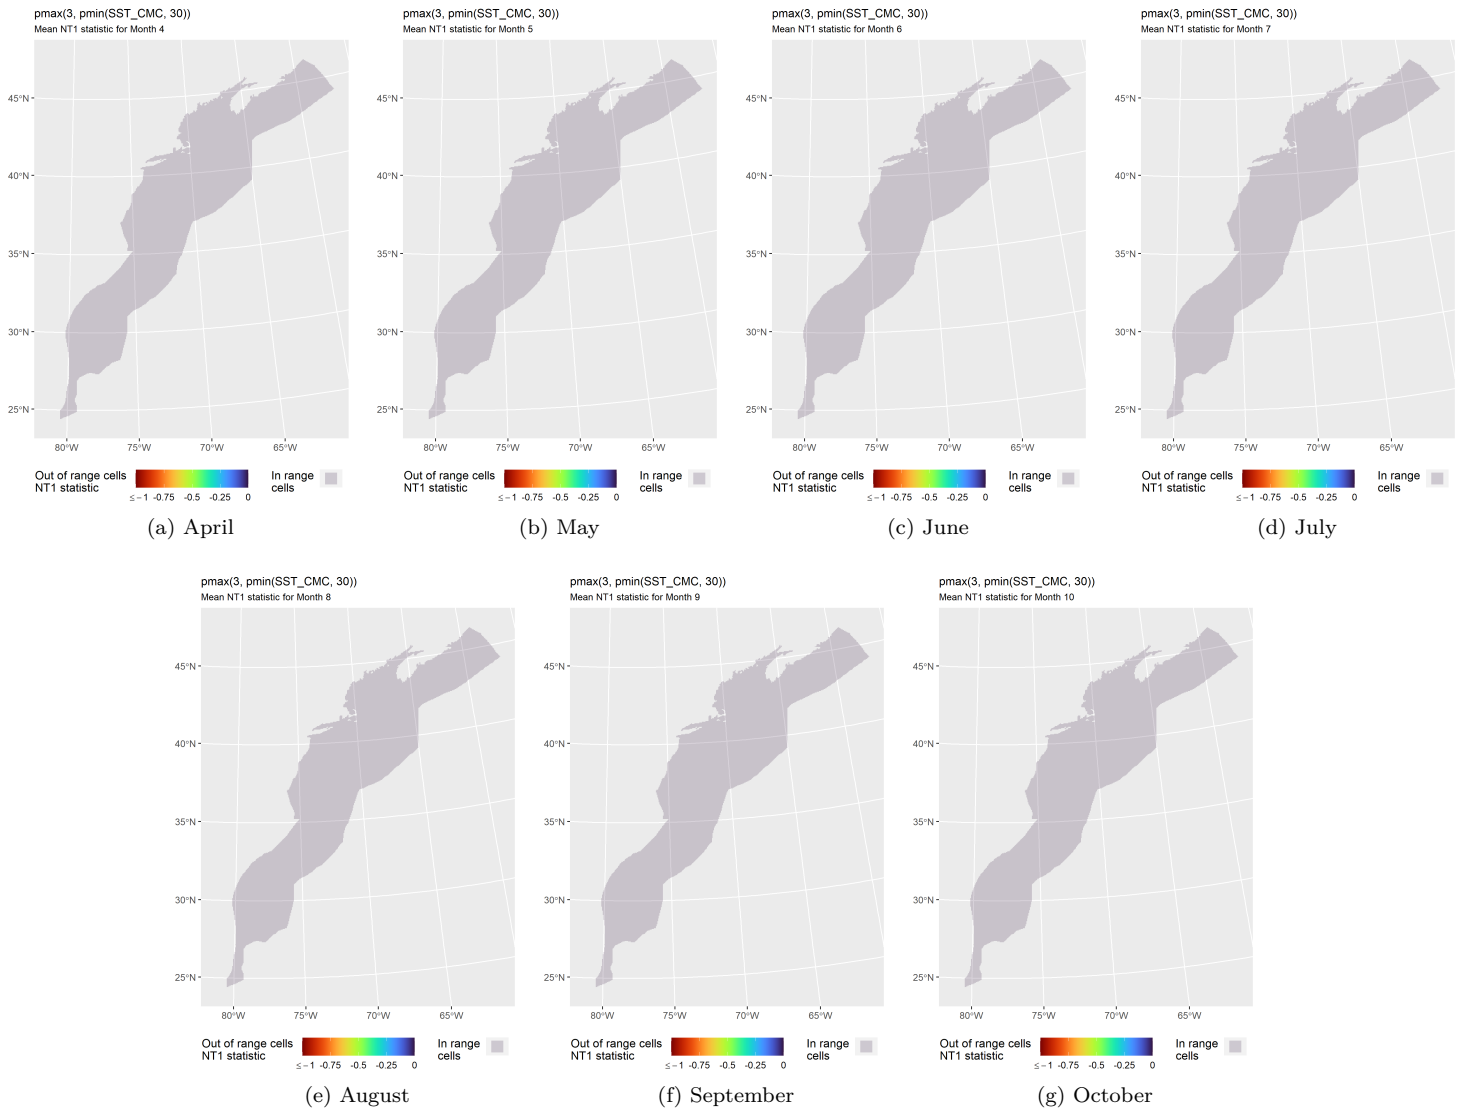 pmax(3, pmin(SST_CMC, 30))
Mean NT1 statistic for Month 4
45°N
40°N
35°N
30°N
25°N
80°W 75°W 70°W 65°W
Out of range cells
NT1 statistic
≤ − 1 -0.75 -0.5 -0.25 0
In range
cells
(a) April
pmax(3, pmin(SST_CMC, 30))
Mean NT1 statistic for Month 5
45°N
40°N
35°N
30°N
25°N
80°W 75°W 70°W 65°W
Out of range cells
NT1 statistic
≤ − 1 -0.75 -0.5 -0.25 0
In range
cells
(b) May
pmax(3, pmin(SST_CMC, 30))
Mean NT1 statistic for Month 6
45°N
40°N
35°N
30°N
25°N
80°W 75°W 70°W 65°W
Out of range cells
NT1 statistic
≤ − 1 -0.75 -0.5 -0.25 0
In range
cells
(c) June
pmax(3, pmin(SST_CMC, 30))
Mean NT1 statistic for Month 7
45°N
40°N
35°N
30°N
25°N
80°W 75°W 70°W 65°W
Out of range cells
NT1 statistic
≤ − 1 -0.75 -0.5 -0.25 0
In range
cells
(d) July
pmax(3, pmin(SST_CMC, 30))
Mean NT1 statistic for Month 8
45°N
40°N
35°N
30°N
25°N
80°W 75°W 70°W 65°W
Out of range cells
NT1 statistic
≤ − 1 -0.75 -0.5 -0.25 0
In range
cells
(e) August
pmax(3, pmin(SST_CMC, 30))
Mean NT1 statistic for Month 9
45°N
40°N
35°N
30°N
25°N
80°W 75°W 70°W 65°W
Out of range cells
NT1 statistic
≤ − 1 -0.75 -0.5 -0.25 0
In range
cells
(f) September
pmax(3, pmin(SST_CMC, 30))
Mean NT1 statistic for Month 10
45°N
40°N
35°N
30°N
25°N
80°W 75°W 70°W 65°W
Out of range cells
NT1 statistic
≤ − 1 -0.75 -0.5 -0.25 0
In range
cells
(g) October